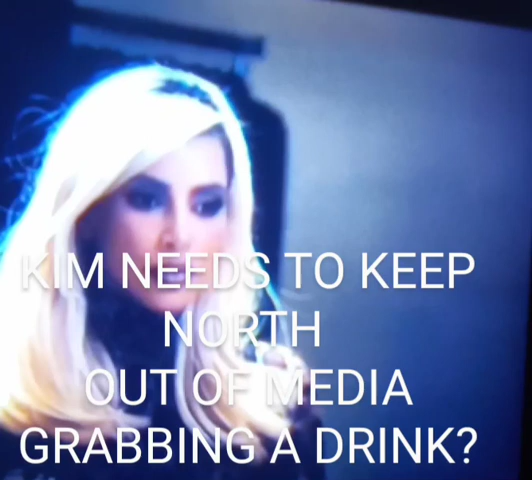 KIM NEEDS TO KEEP
NORTH
OUT OF MEDIA
GRABBING A DRINK?